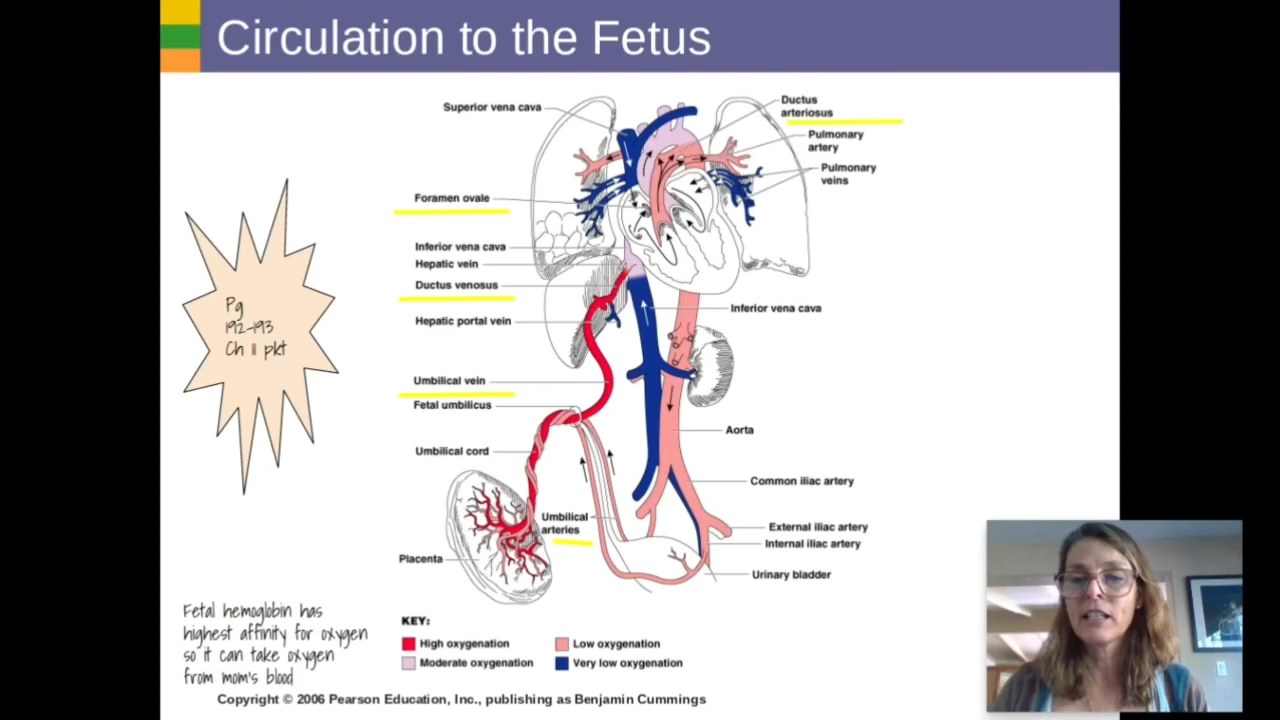 Circulation to the Fetus
Superior vena cava
Ductus
arteriosus
Pulmonary
artery
Pulmonary
veins
Foramen ovale
Inferior vena cava
Hepatic vein
Ductus venosus
Hepatic portal vein
Inferior vena cava
Umbilical vein
Fetal umbilicus
Aorta
Umbilical cord
Common iliac artery
Umbilical
arteries
External iliac artery
Internal iliac artery
Placenta
Urinary bladder
Pg
192-193
Ch 11 pkt
Fetal hemoglobin has
highest affinity for oxygen
so it can take oxygen
from mom's blood
KEY:
High oxygenation
Low oxygenation
Moderate oxygenation
Very low oxygenation
Copyright © 2006 Pearson Education, Inc., publishing as Benjamin Cummings